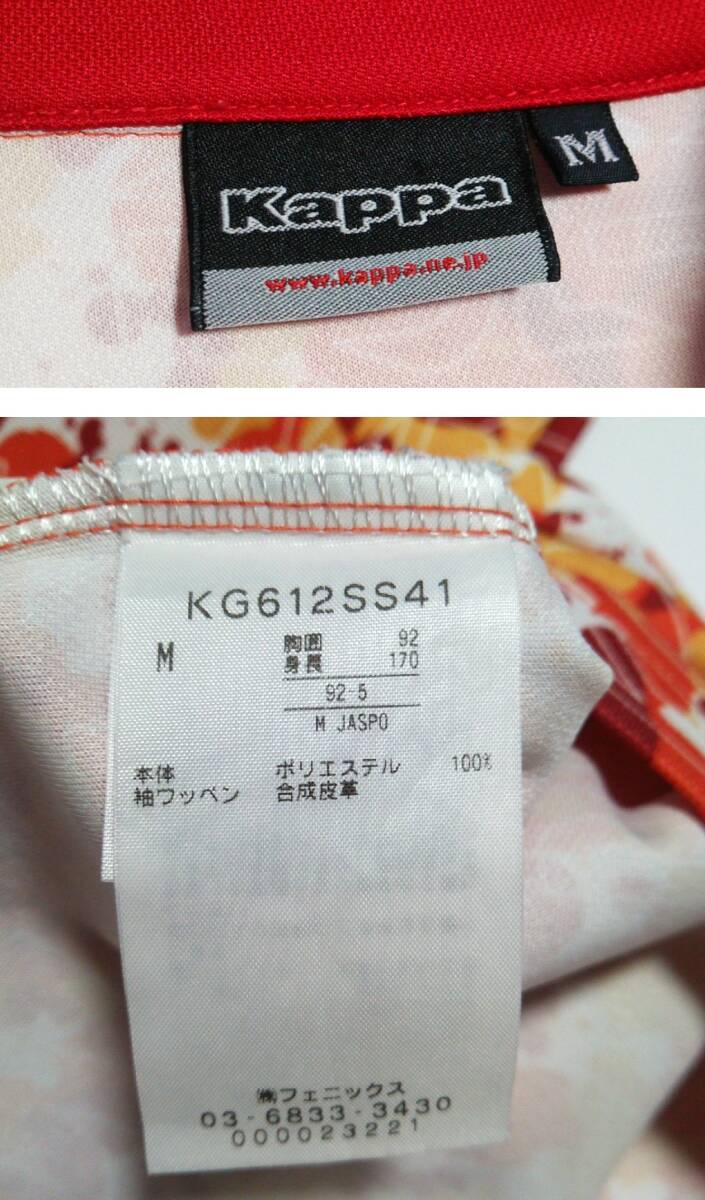 Kappa
M
www.kappa.ne.jp
KG612SS41
M 胸囲 92
身長 170
92-5
M JASPO
本体 ポリエステル 100%
袖ワッペン 合成皮革
㈱フェニックス
03-6833-3430
000023221